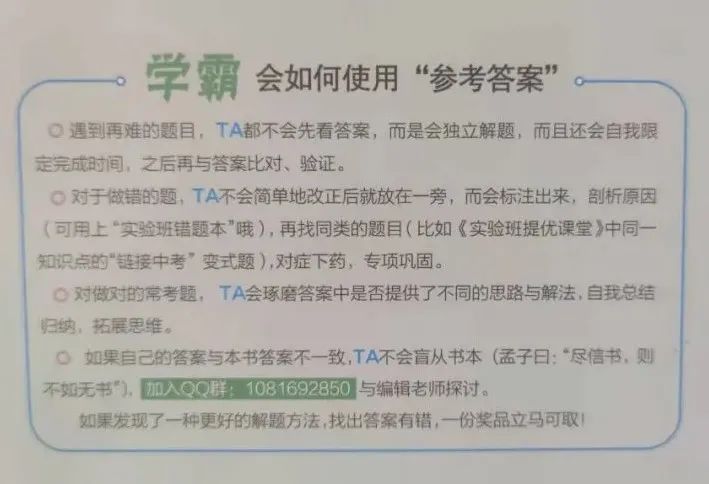 学霸 会如何使用“参考答案”
遇到再难的题目，TA都不会先看答案，而是会独立解题，而且还会自我限
定完成时间，之后再与答案比对、验证。
对于做错的题，TA不会简单地改正后就放在一旁，而会标注出来，剖析原因
（可用上“实验班错题本”哦），再找同类的题目（比如《实验班提优课堂》中同一
知识点的“链接中考”变式题），对症下药，专项巩固。
对做对的常考题，TA会琢磨答案中是否提供了不同的思路与解法，自我总结
归纳，拓展思维。
如果自己的答案与本书答案不一致，TA不会盲从书本（孟子曰：“尽信书，则
不如无书”），加入QQ群：1081692850 与编辑老师探讨。
如果发现了一种更好的解题方法，找出答案有错，一份奖品立马可取！